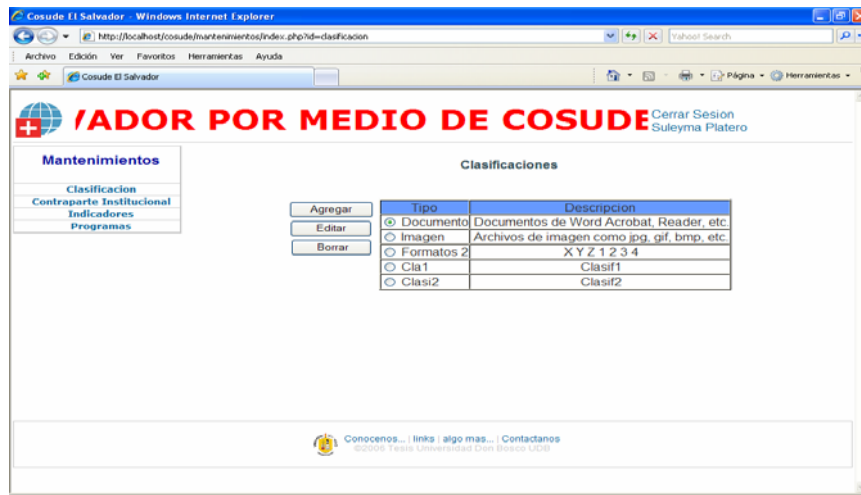 Cosude El Salvador - Windows Internet Explorer
http://localhost/cosude/mantenimientos/index.php?id=clasificacion
Yahoo! Search
Archivo Edición Ver Favoritos Herramientas Ayuda
Cosude El Salvador
Página Herramientas
/ADOR POR MEDIO DE COSUDE
Cerrar Sesion
Suleyma Platero
Mantenimientos
Clasificacion
Contraparte Institucional
Indicadores
Programas
Clasificaciones
Agregar
Editar
Borrar
Tipo Descripcion
Documento Documentos de Word Acrobat, Reader, etc.
Imagen Archivos de imagen como jpg, gif, bmp, etc.
Formatos 2 X Y Z 1 2 3 4
Cla1 Clasif1
Clasi2 Clasif2
Conocenos... | links | algo mas... | Contactanos
©2006 Tesis Universidad Don Bosco UDB